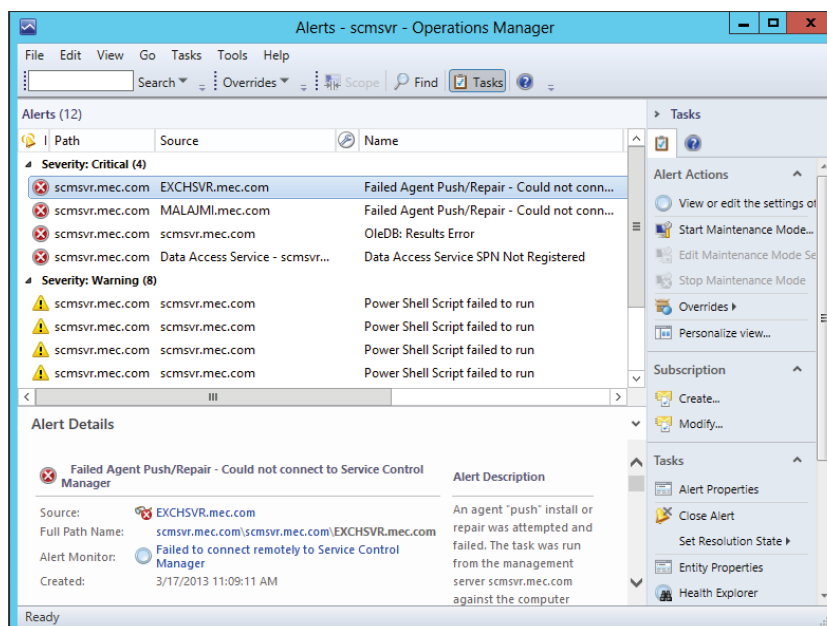 Alerts - scmsvr - Operations Manager
File Edit View Go Tasks Tools Help
Search Overrides Scope Find Tasks
Alerts (12)
I Path Source Name
Severity: Critical (4)
scmsvr.mec.com EXCHSVR.mec.com Failed Agent Push/Repair - Could not conn...
scmsvr.mec.com MALAJMI.mec.com Failed Agent Push/Repair - Could not conn...
scmsvr.mec.com scmsvr.mec.com OleDB: Results Error
scmsvr.mec.com Data Access Service - scmsvr... Data Access Service SPN Not Registered
Severity: Warning (8)
scmsvr.mec.com scmsvr.mec.com Power Shell Script failed to run
scmsvr.mec.com scmsvr.mec.com Power Shell Script failed to run
scmsvr.mec.com scmsvr.mec.com Power Shell Script failed to run
scmsvr.mec.com scmsvr.mec.com Power Shell Script failed to run
Alert Details
Failed Agent Push/Repair - Could not connect to Service Control
Manager
Source: EXCHSVR.mec.com
Full Path Name: scmsvr.mec.com\scmsvr.mec.com\EXCHSVR.mec.com
Alert Monitor: Failed to connect remotely to Service Control
Manager
Created: 3/17/2013 11:09:11 AM
Alert Description
An agent "push" install or
repair was attempted and
failed. The task was run
from the management
server scmsvr.mec.com
against the computer
Tasks
Alert Actions
View or edit the settings of
Start Maintenance Mode...
Edit Maintenance Mode Se
Stop Maintenance Mode
Overrides
Personalize view...
Subscription
Create...
Modify...
Tasks
Alert Properties
Close Alert
Set Resolution State
Entity Properties
Health Explorer
Ready